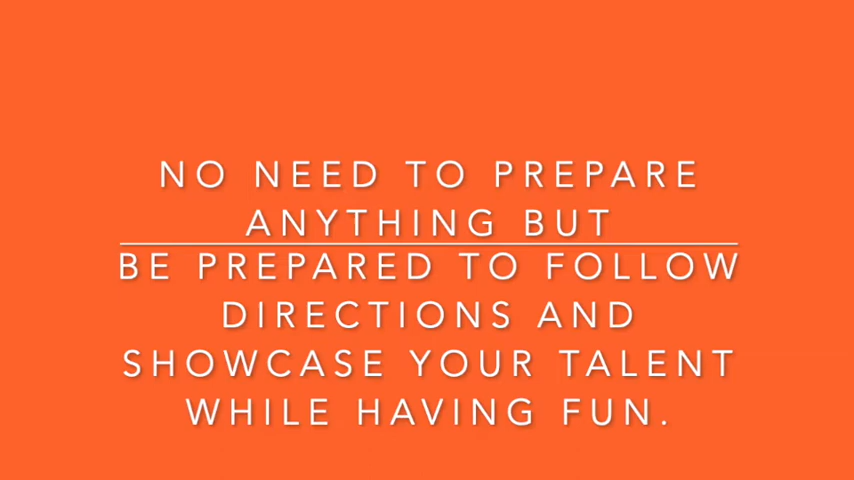 NO NEED TO PREPARE
ANYTHING BUT
BE PREPARED TO FOLLOW
DIRECTIONS AND
SHOWCASE YOUR TALENT
WHILE HAVING FUN.